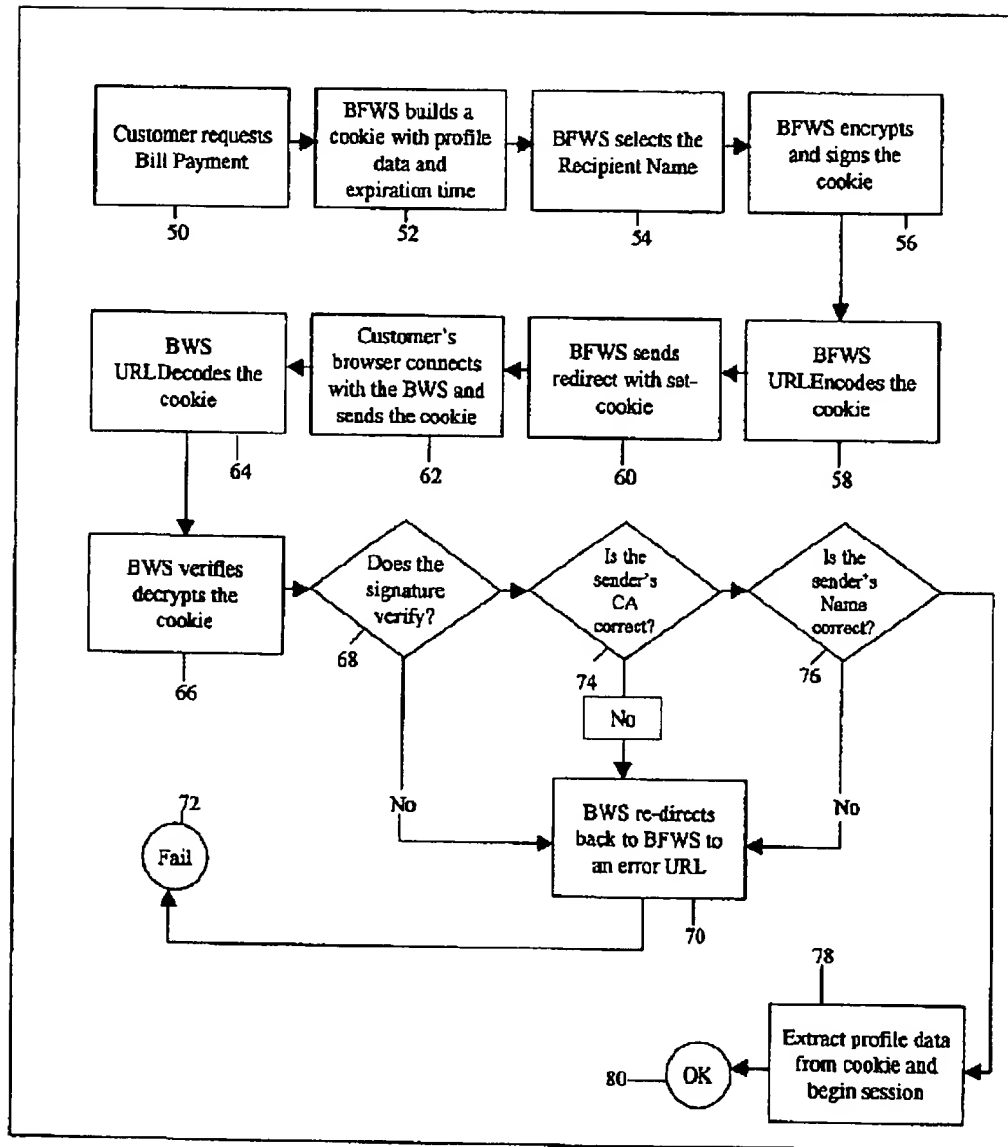 Customer requests
Bill Payment
50
BFWS builds a
cookie with profile
data and
expiration time
52
BFWS selects the
Recipient Name
54
BFWS encrypts
and signs the
cookie
56
BFWS
URLEncodes the
cookie
58
BFWS sends
redirect with set-
cookie
60
Customer's
browser connects
with the BWS and
sends the cookie
62
BWS
URLDecodes the
cookie
64
BWS verifies
decrypts the
cookie
66
Does the
signature
verify?
68
Is the
sender's
CA
correct?
74
Is the
sender's
Name
correct?
76
No
No
No
BWS re-directs
back to BFWS to
an error URL
70
72
Fail
78
Extract profile data
from cookie and
begin session
80
OK